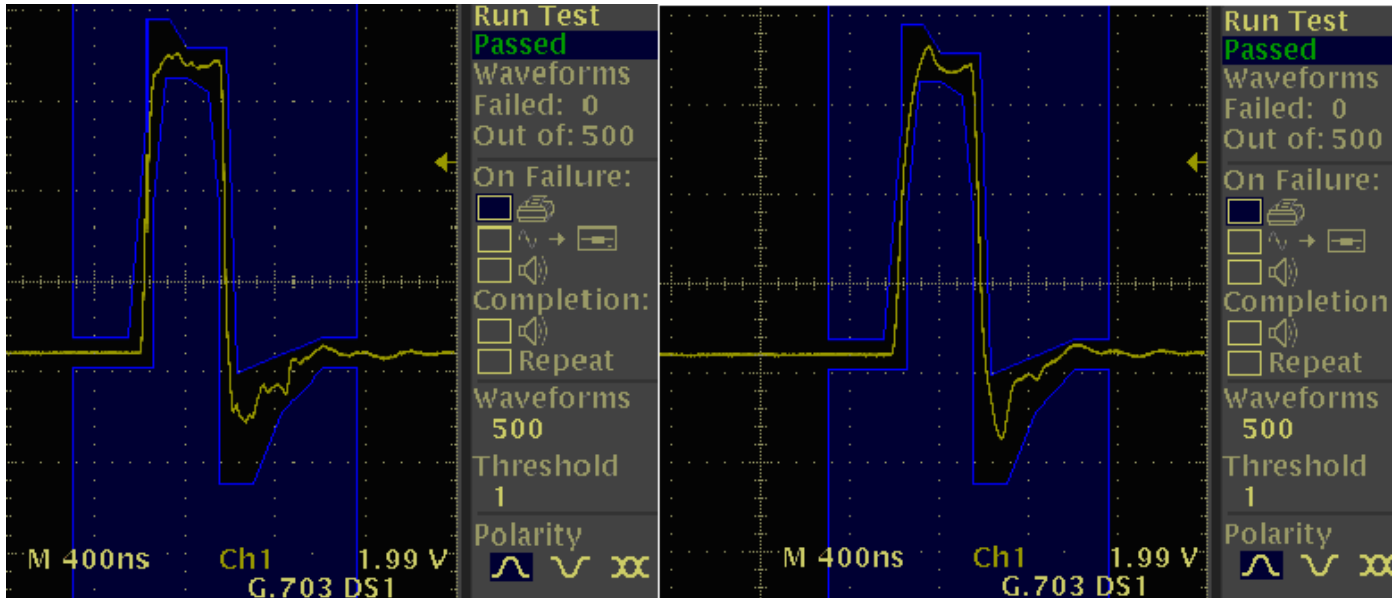 Run Test
Passed
Waveforms
Failed: 0
Out of: 500
On Failure:
Completion:
Repeat
Waveforms
500
Threshold
1
Polarity
M 400ns Ch1 1.99 V
G.703 DS1
Run Test
Passed
Waveforms
Failed: 0
Out of: 500
On Failure:
Completion
Repeat
Waveforms
500
Threshold
1
Polarity
M 400ns Ch1 1.99 V
G.703 DS1